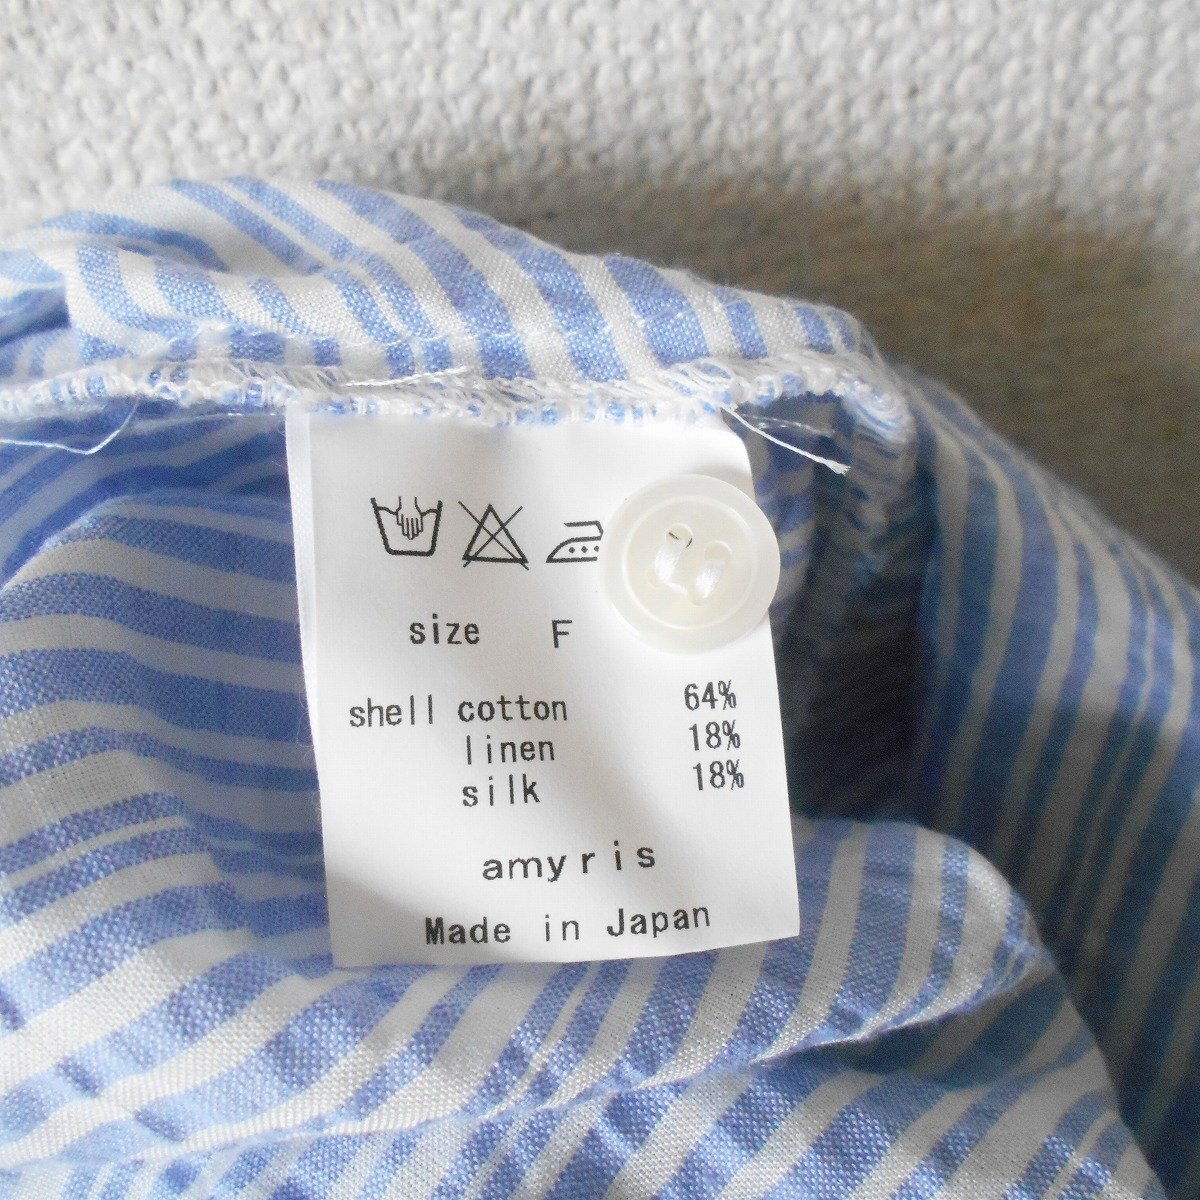 size F
shell cotton 64%
linen 18%
silk 18%
amyris
Made in Japan